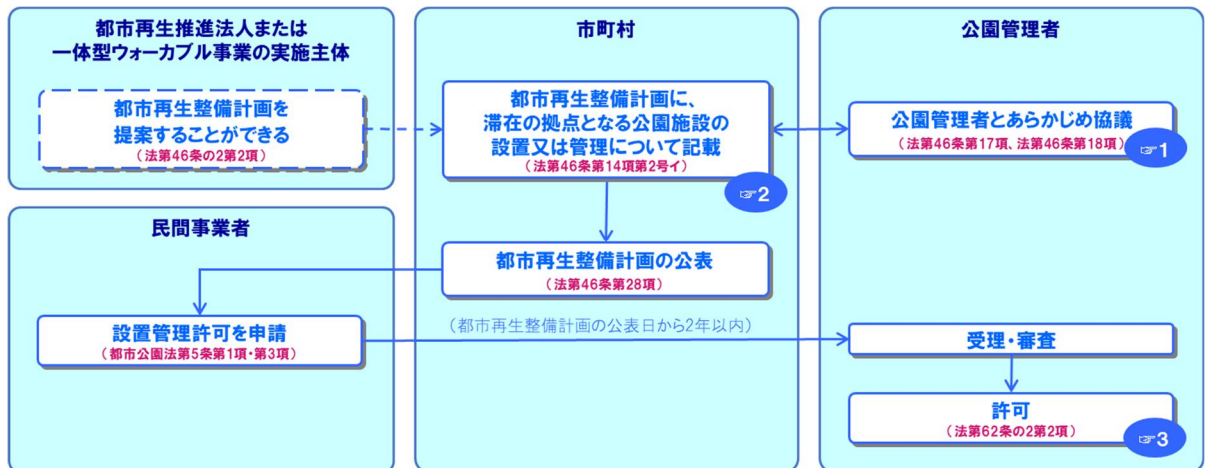 都市再生推進法人または
一体型ウォーカブル事業の実施主体
都市再生整備計画を
提案することができる
（法第46条の2第2項）
市町村
都市再生整備計画に、
滞在の拠点となる公園施設の
設置又は管理について記載
（法第46条第14項第2号イ）
☞2
公園管理者
公園管理者とあらかじめ協議
（法第46条第17項、法第46条第18項）
☞1
民間事業者
都市再生整備計画の公表
（法第46条第28項）
設置管理許可を申請
（都市公園法第5条第1項・第3項）
（都市再生整備計画の公表日から2年以内）
受理・審査
許可
（法第62条の2第2項）
☞3